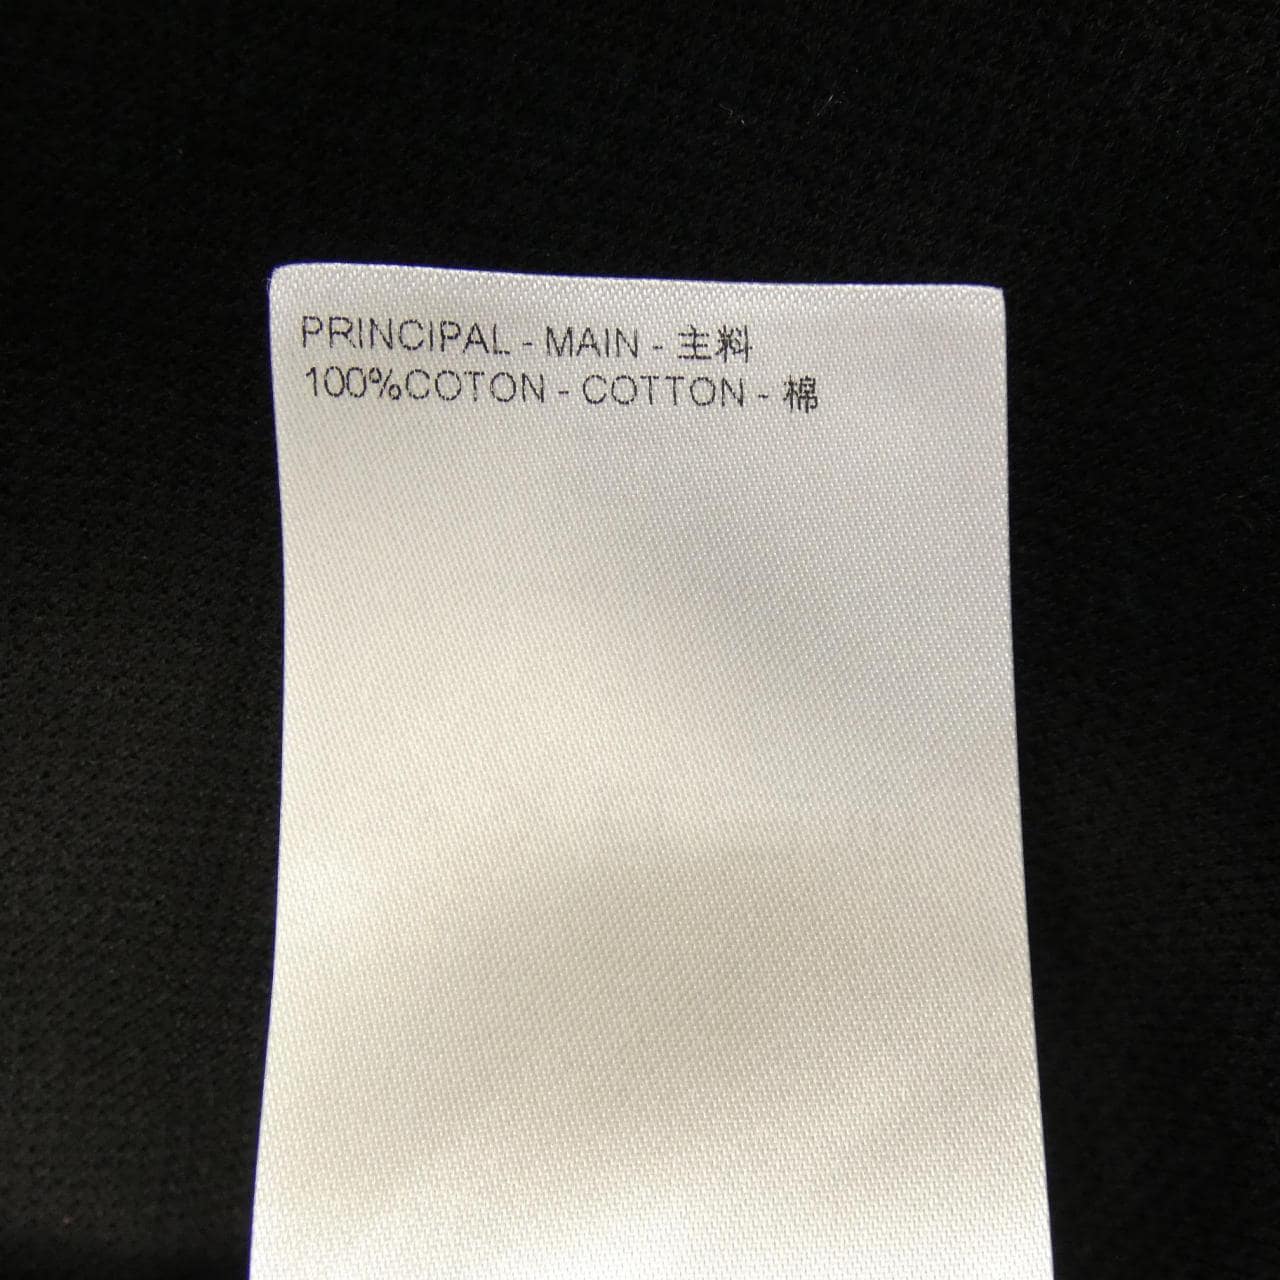 PRINCIPAL - MAIN - 主料
100%COTON - COTTON - 棉